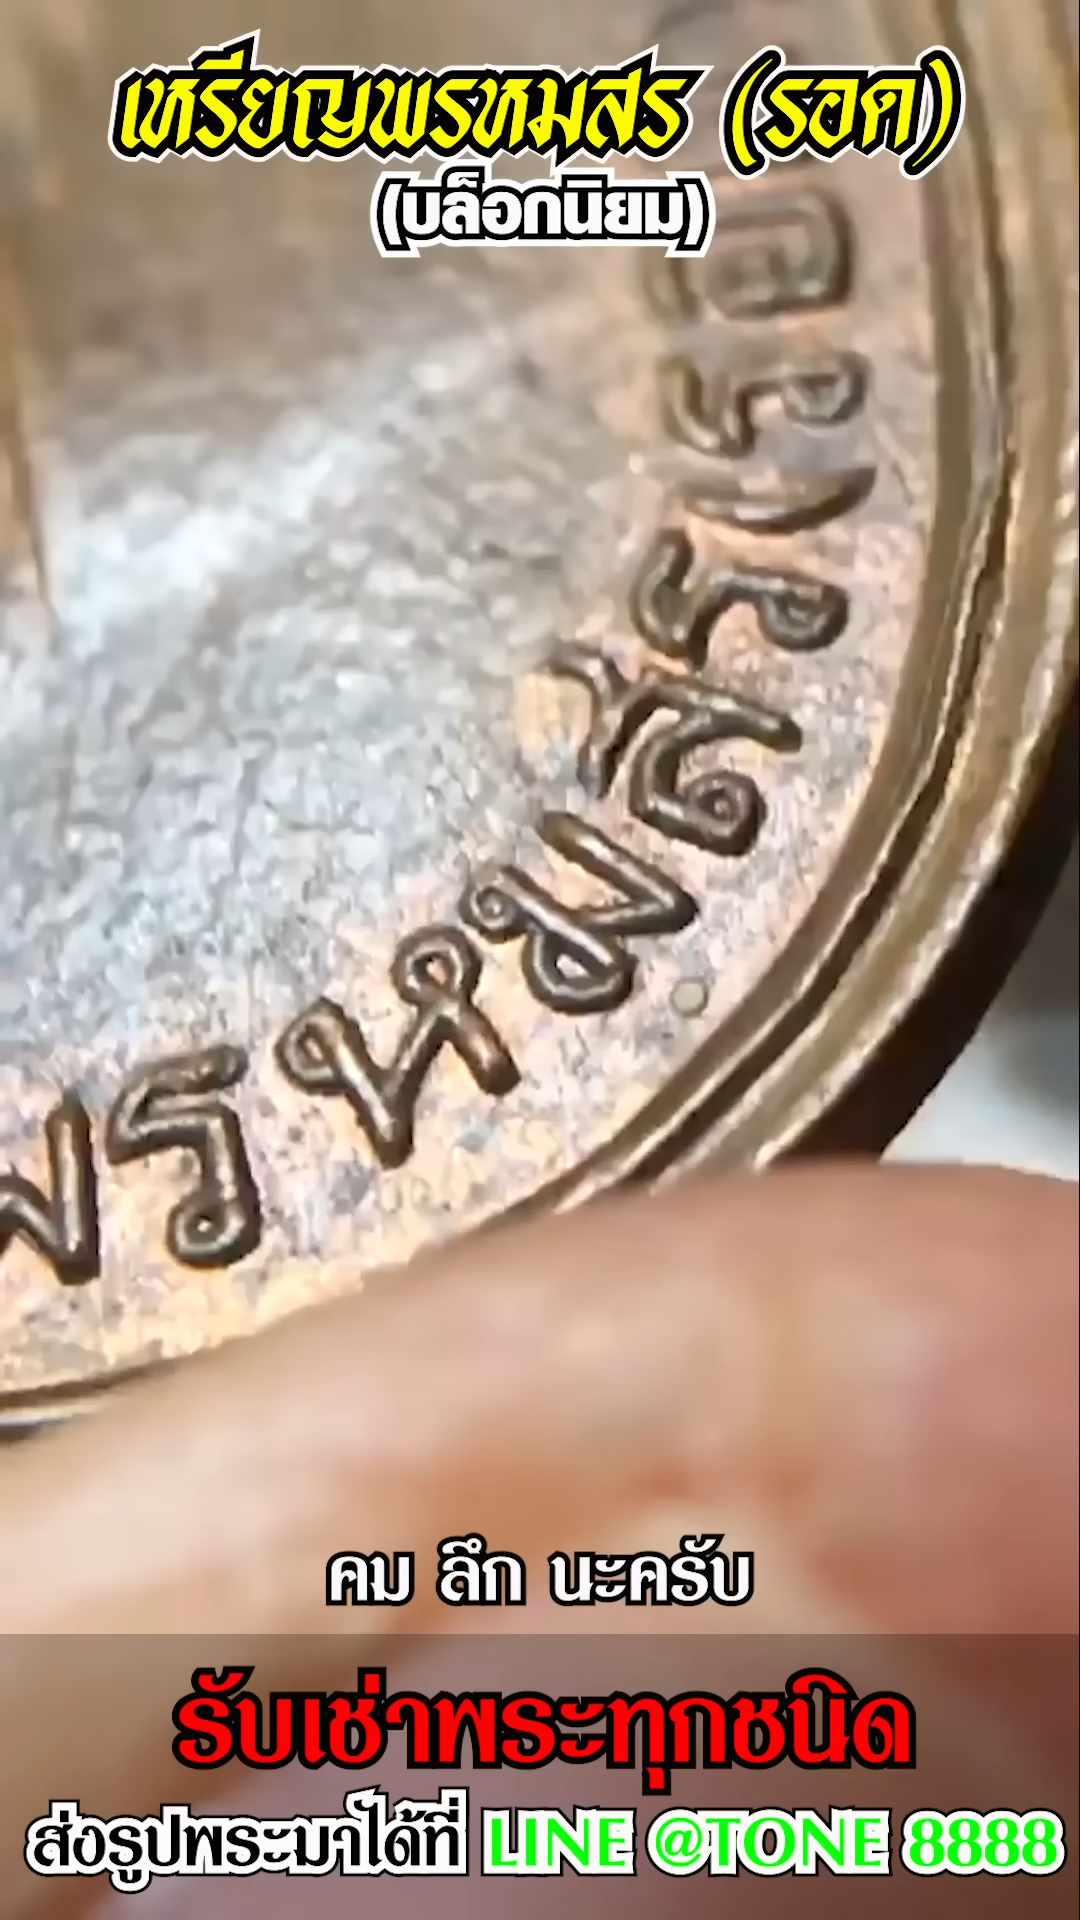 เหรียญพรหมสร (รอด)
(บล็อกนิยม)
พรหมสร
คม ลึก นะครับ
รับเช่าพระทุกชนิด
ส่งรูปพระมาได้ที่ LINE @TONE 8888